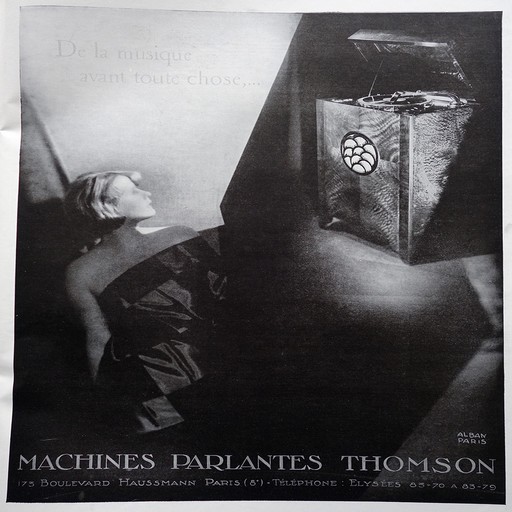 De la musique
avant toute chose,...
ALBAN
PARIS
MACHINES PARLANTES THOMSON
173 BOULEVARD HAUSSMANN PARIS (8ᵉ) - TÉLÉPHONE : ELYSÉES 83-70 A 83-79